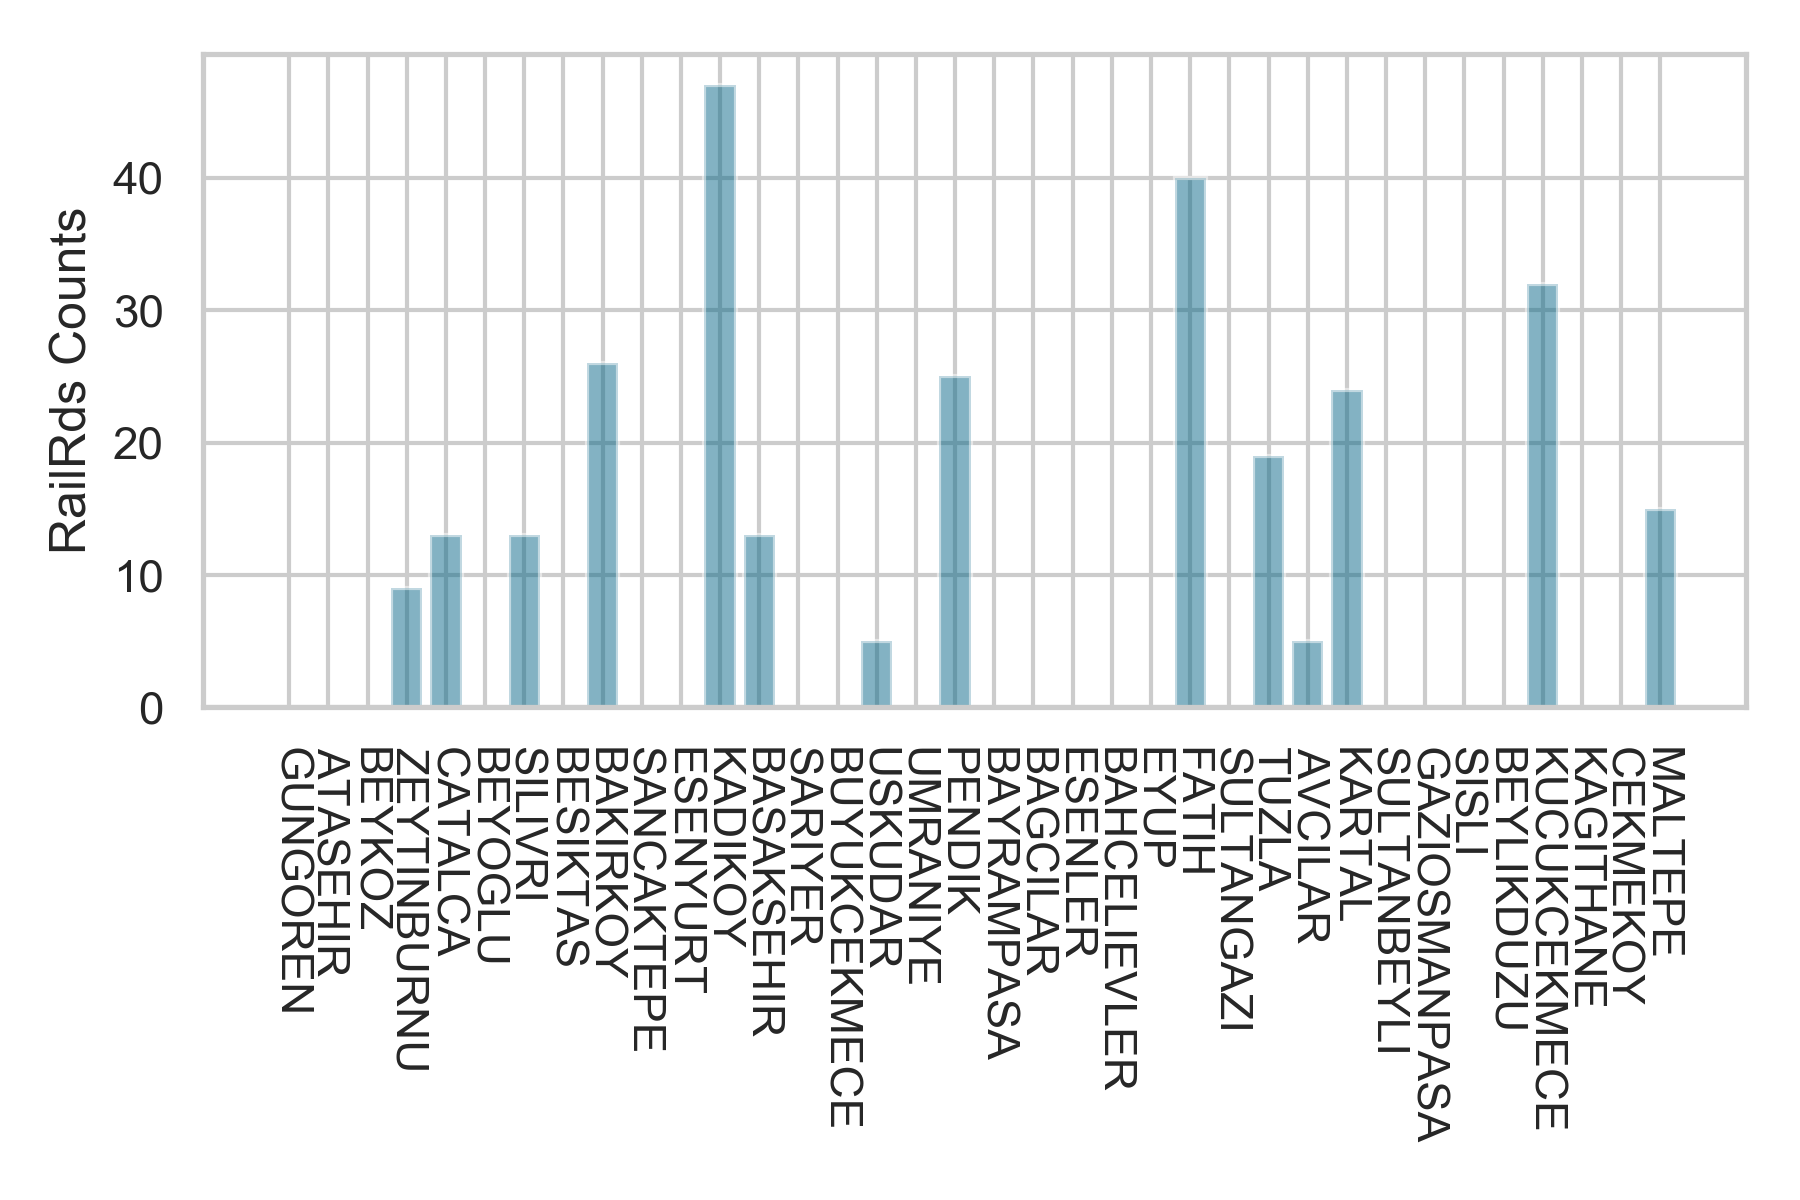 RailRds Counts
40
30
20
10
0
GUNGOREN
ATASEHIR
BEYKOZ
ZEYTINBURNU
CATALCA
BEYOGLU
SILIVRI
BESIKTAS
BAKIRKOY
SANCAKTEPE
ESENYURT
KADIKOY
BASAKSEHIR
SARIYER
BUYUKCEKMECE
USKUDAR
UMRANIYE
PENDIK
BAYRAMPASA
BAGCILAR
ESENLER
BAHCELIEVLER
EYUP
FATIH
SULTANGAZI
TUZLA
AVCILAR
KARTAL
SULTANBEYLI
GAZIOSMANPASA
SISLI
BEYLIKDUZU
KUCUKCEKMECE
KAGITHANE
CEKMEKOY
MALTEPE